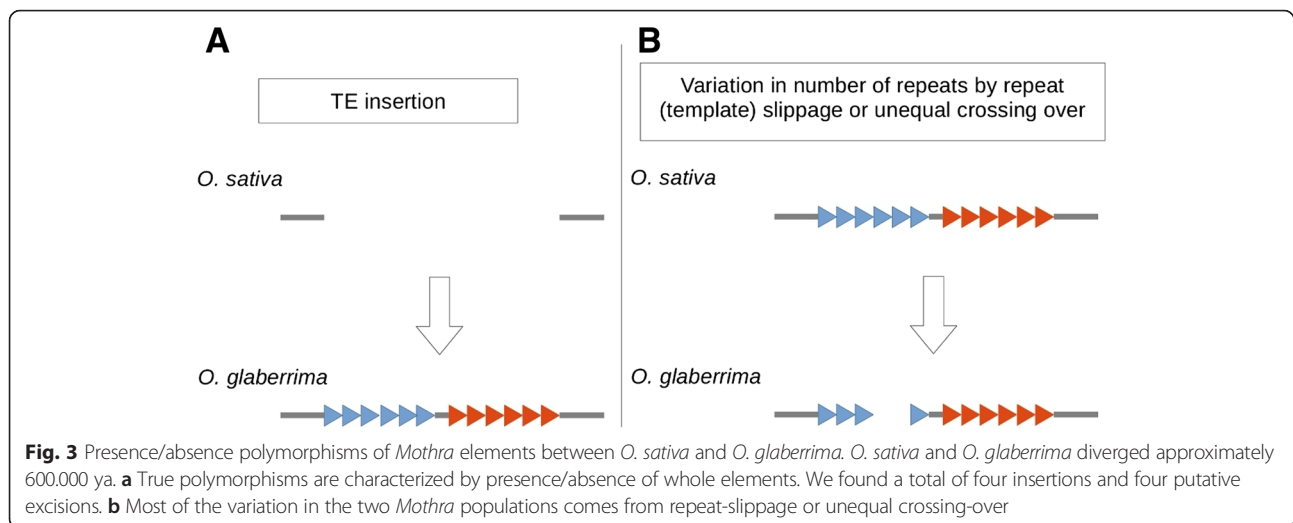 A
TE insertion
O. sativa
O. glaberrima
B
Variation in number of repeats by repeat
(template) slippage or unequal crossing over
O. sativa
O. glaberrima
Fig. 3 Presence/absence polymorphisms of Mothra elements between O. sativa and O. glaberrima. O. sativa and O. glaberrima diverged approximately
600.000 ya. a True polymorphisms are characterized by presence/absence of whole elements. We found a total of four insertions and four putative
excisions. b Most of the variation in the two Mothra populations comes from repeat-slippage or unequal crossing-over